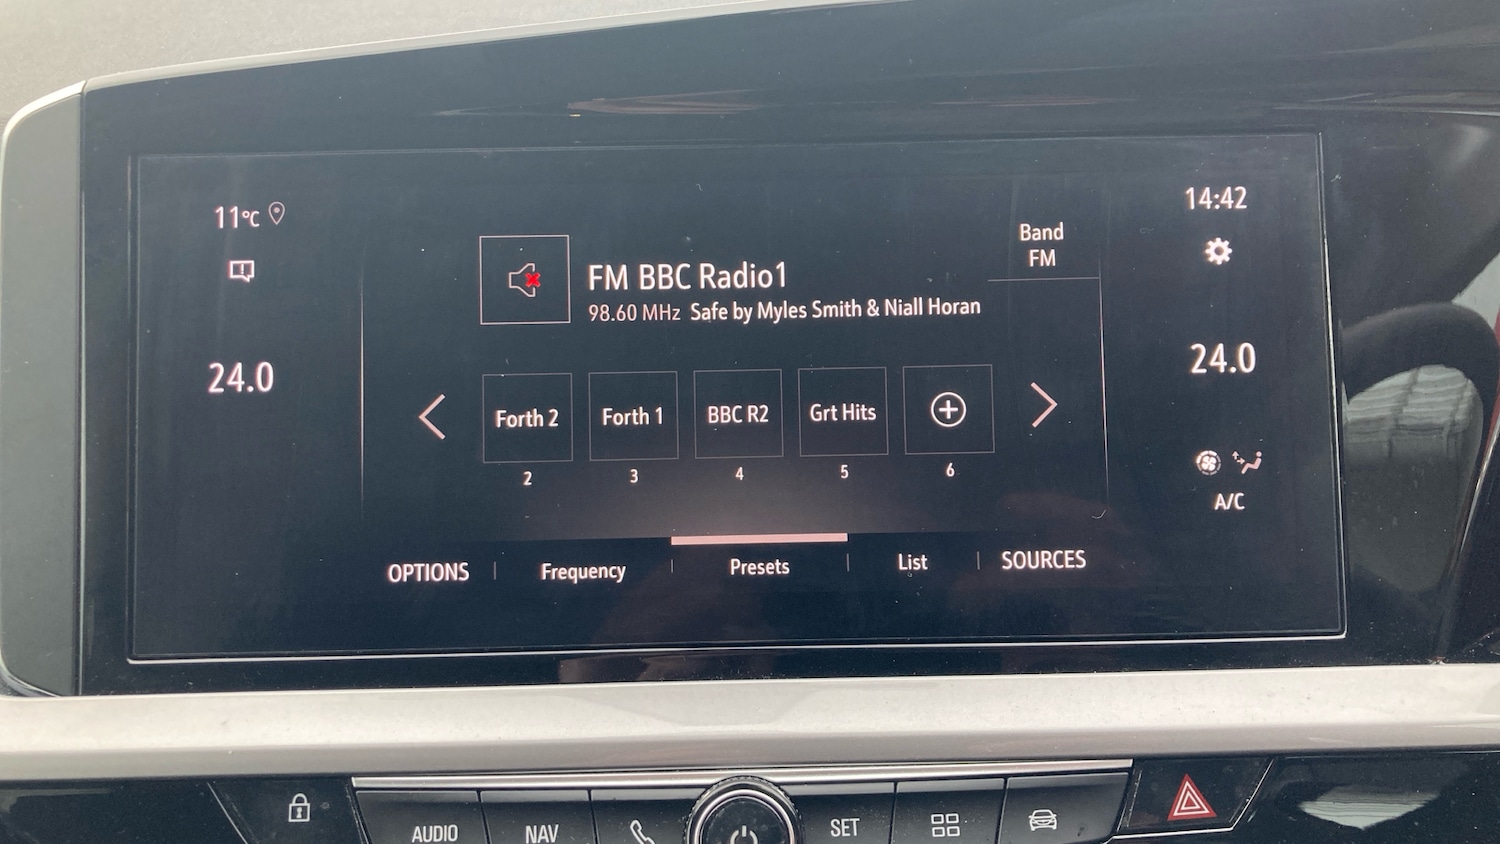 11°C
24.0
FM BBC Radio1
98.60 MHz Safe by Myles Smith & Niall Horan
Band
FM
14:42
24.0
A/C
Forth 2
Forth 1
BBC R2
Grt Hits
2
3
4
5
6
OPTIONS
Frequency
Presets
List
SOURCES
AUDIO
NAV
SET